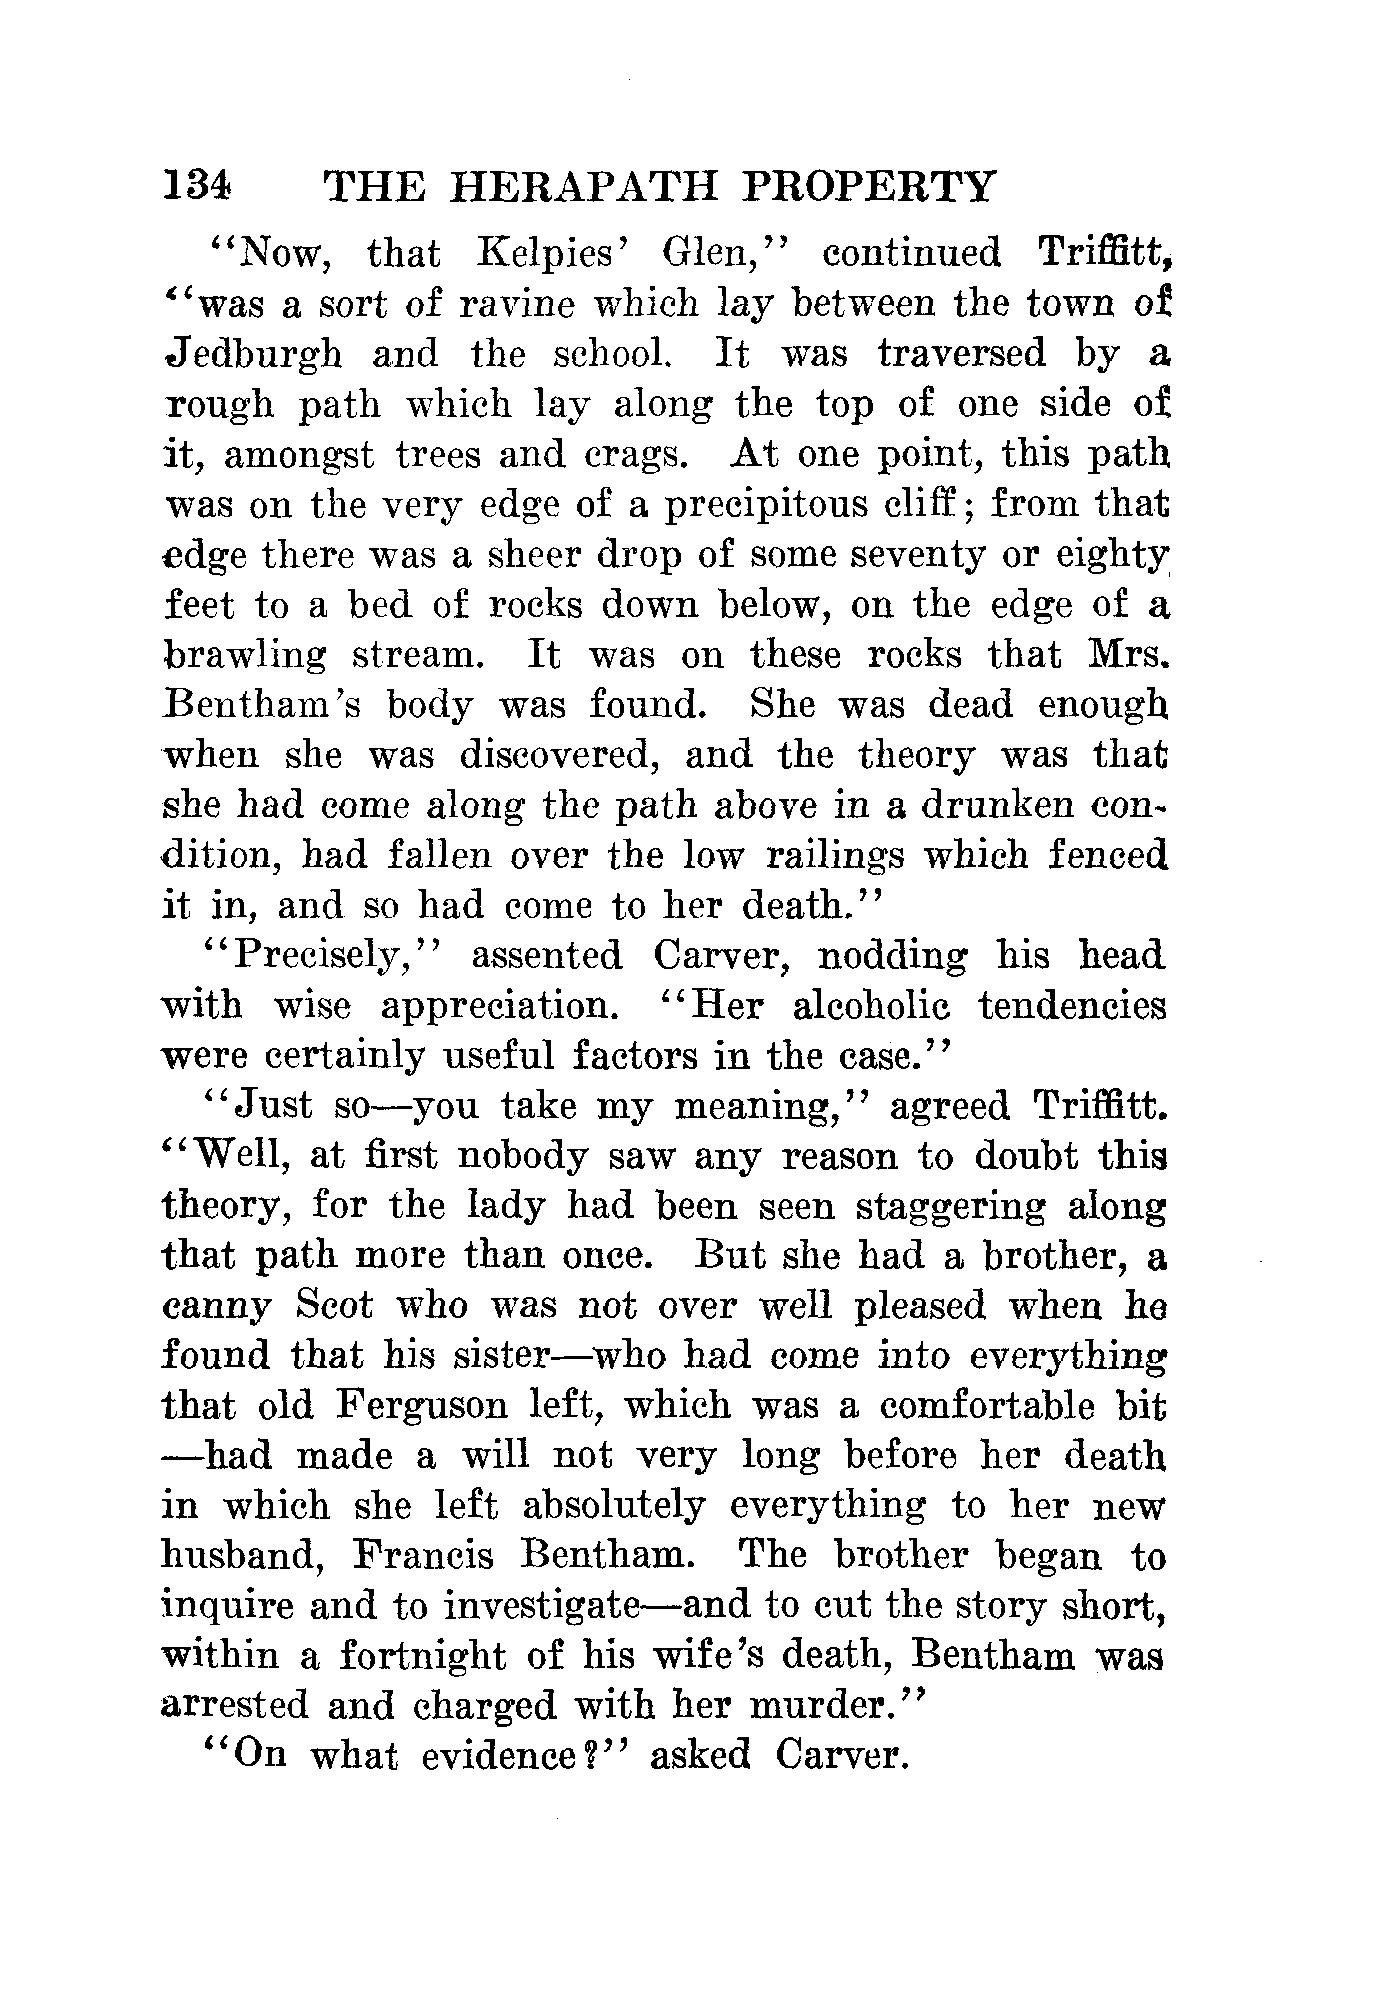 134 THE HERAPATH PROPERTY
“Now, that Kelpies’ Glen,” continued Triffitt,
“was a sort of ravine which lay between the town of
Jedburgh and the school. It was traversed by a
rough path which lay along the top of one side of
it, amongst trees and crags. At one point, this path
was on the very edge of a precipitous cliff; from that
edge there was a sheer drop of some seventy or eighty
feet to a bed of rocks down below, on the edge of a
brawling stream. It was on these rocks that Mrs.
Bentham’s body was found. She was dead enough
when she was discovered, and the theory was that
she had come along the path above in a drunken con-
dition, had fallen over the low railings which fenced
it in, and so had come to her death.”
“Precisely,” assented Carver, nodding his head
with wise appreciation. “Her alcoholic tendencies
were certainly useful factors in the case.”
“Just so—you take my meaning,” agreed Triffitt.
“Well, at first nobody saw any reason to doubt this
theory, for the lady had been seen staggering along
that path more than once. But she had a brother, a
canny Scot who was not over well pleased when he
found that his sister—who had come into everything
that old Ferguson left, which was a comfortable bit
—had made a will not very long before her death
in which she left absolutely everything to her new
husband, Francis Bentham. The brother began to
inquire and to investigate—and to cut the story short,
within a fortnight of his wife’s death, Bentham was
arrested and charged with her murder.”
“On what evidence?” asked Carver.